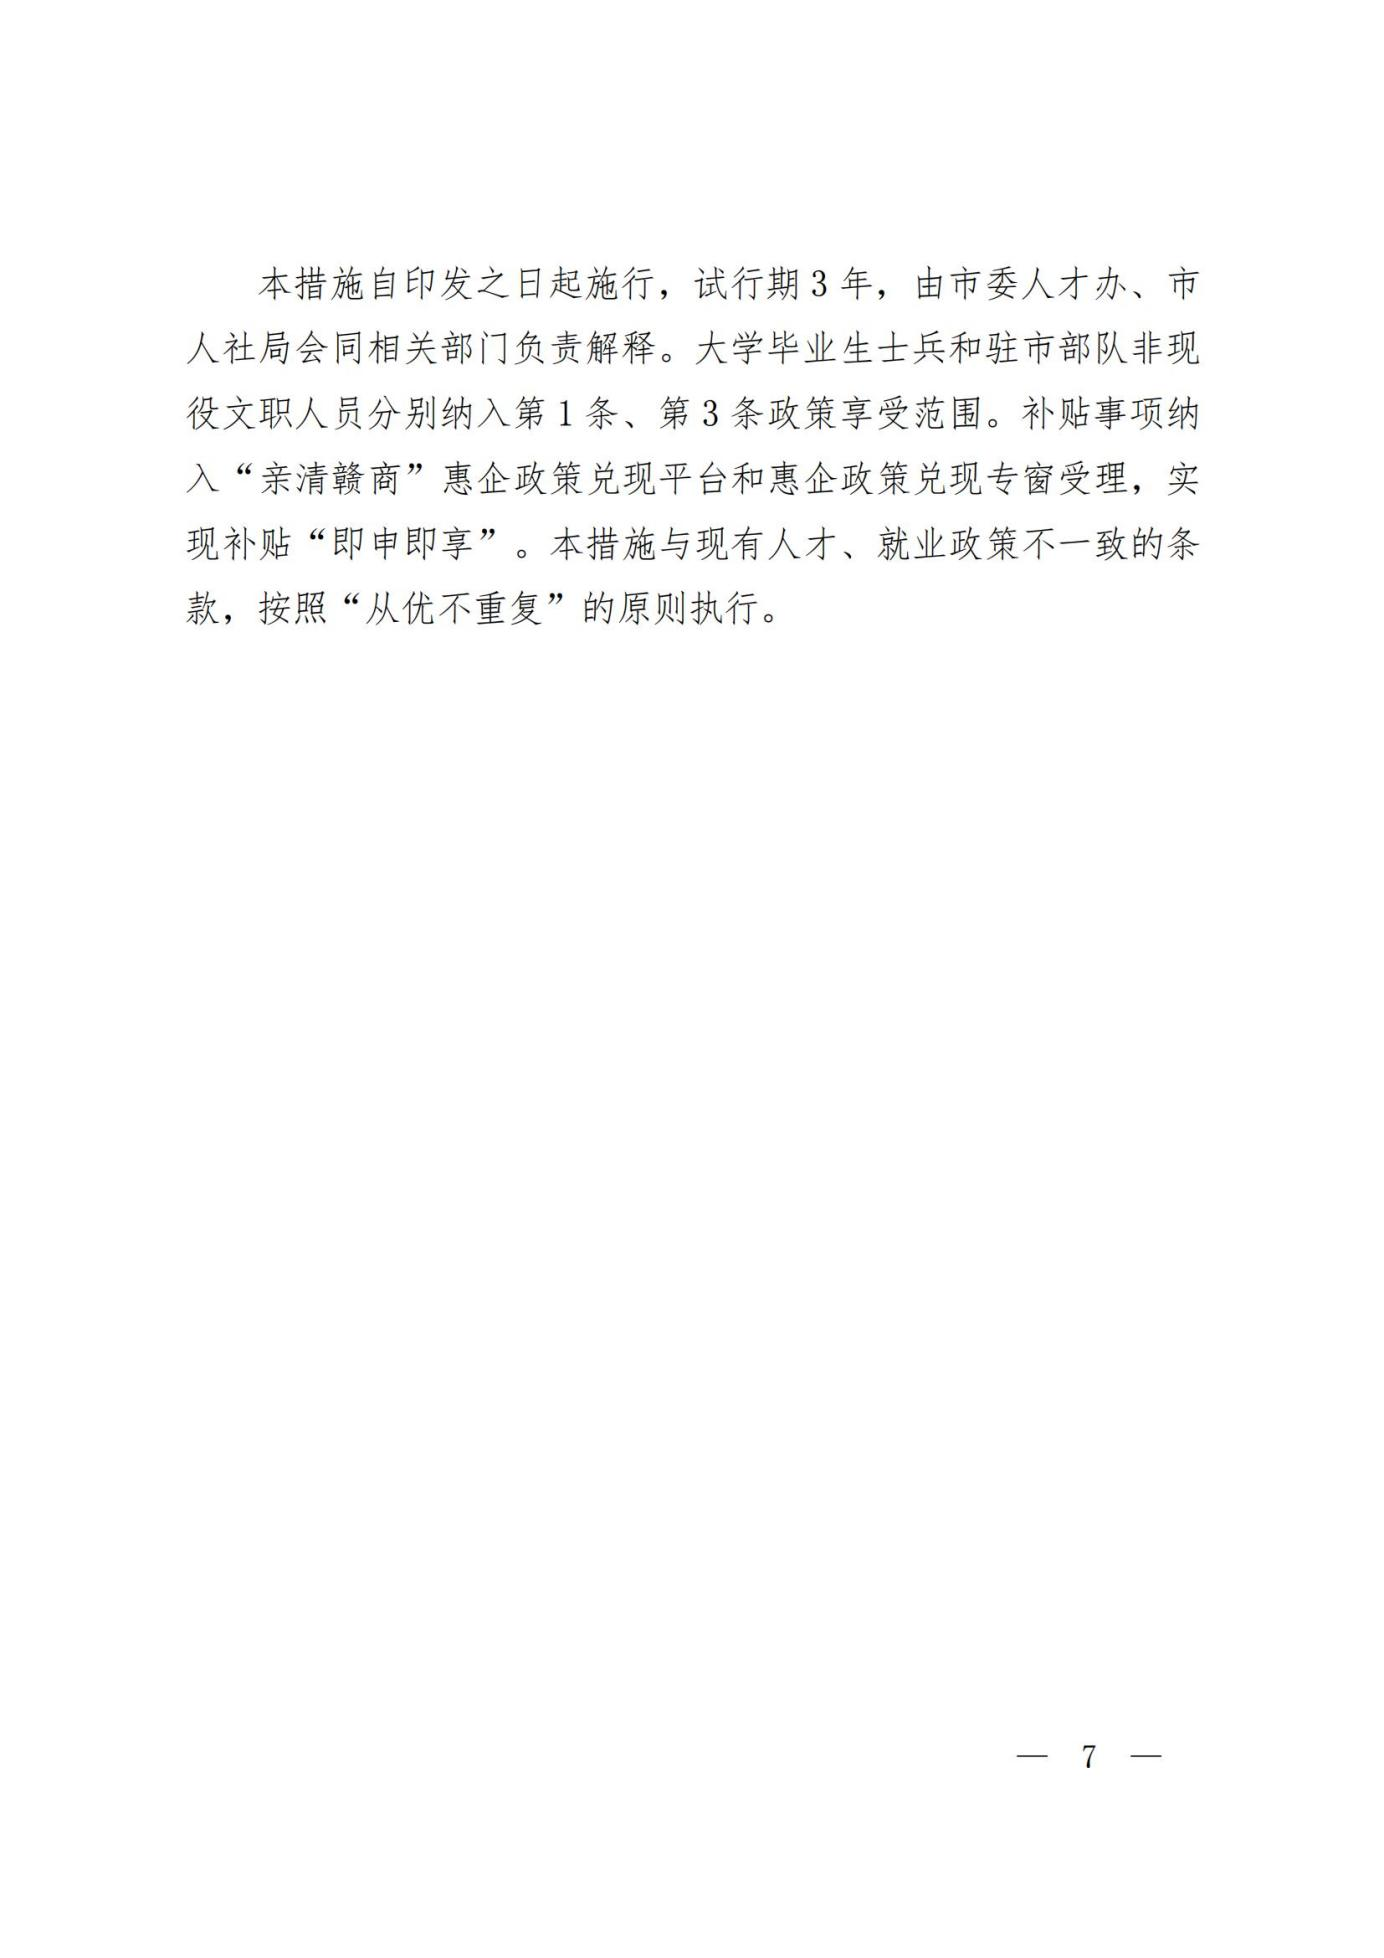 本措施自印发之日起施行，试行期3年，由市委人才办、市
人社局会同相关部门负责解释。大学毕业生士兵和驻市部队非现
役文职人员分别纳入第1条、第3条政策享受范围。补贴事项纳
入“亲清赣商”惠企政策兑现平台和惠企政策兑现专窗受理，实
现补贴“即申即享”。本措施与现有人才、就业政策不一致的条
款，按照“从优不重复”的原则执行。
— 7 —